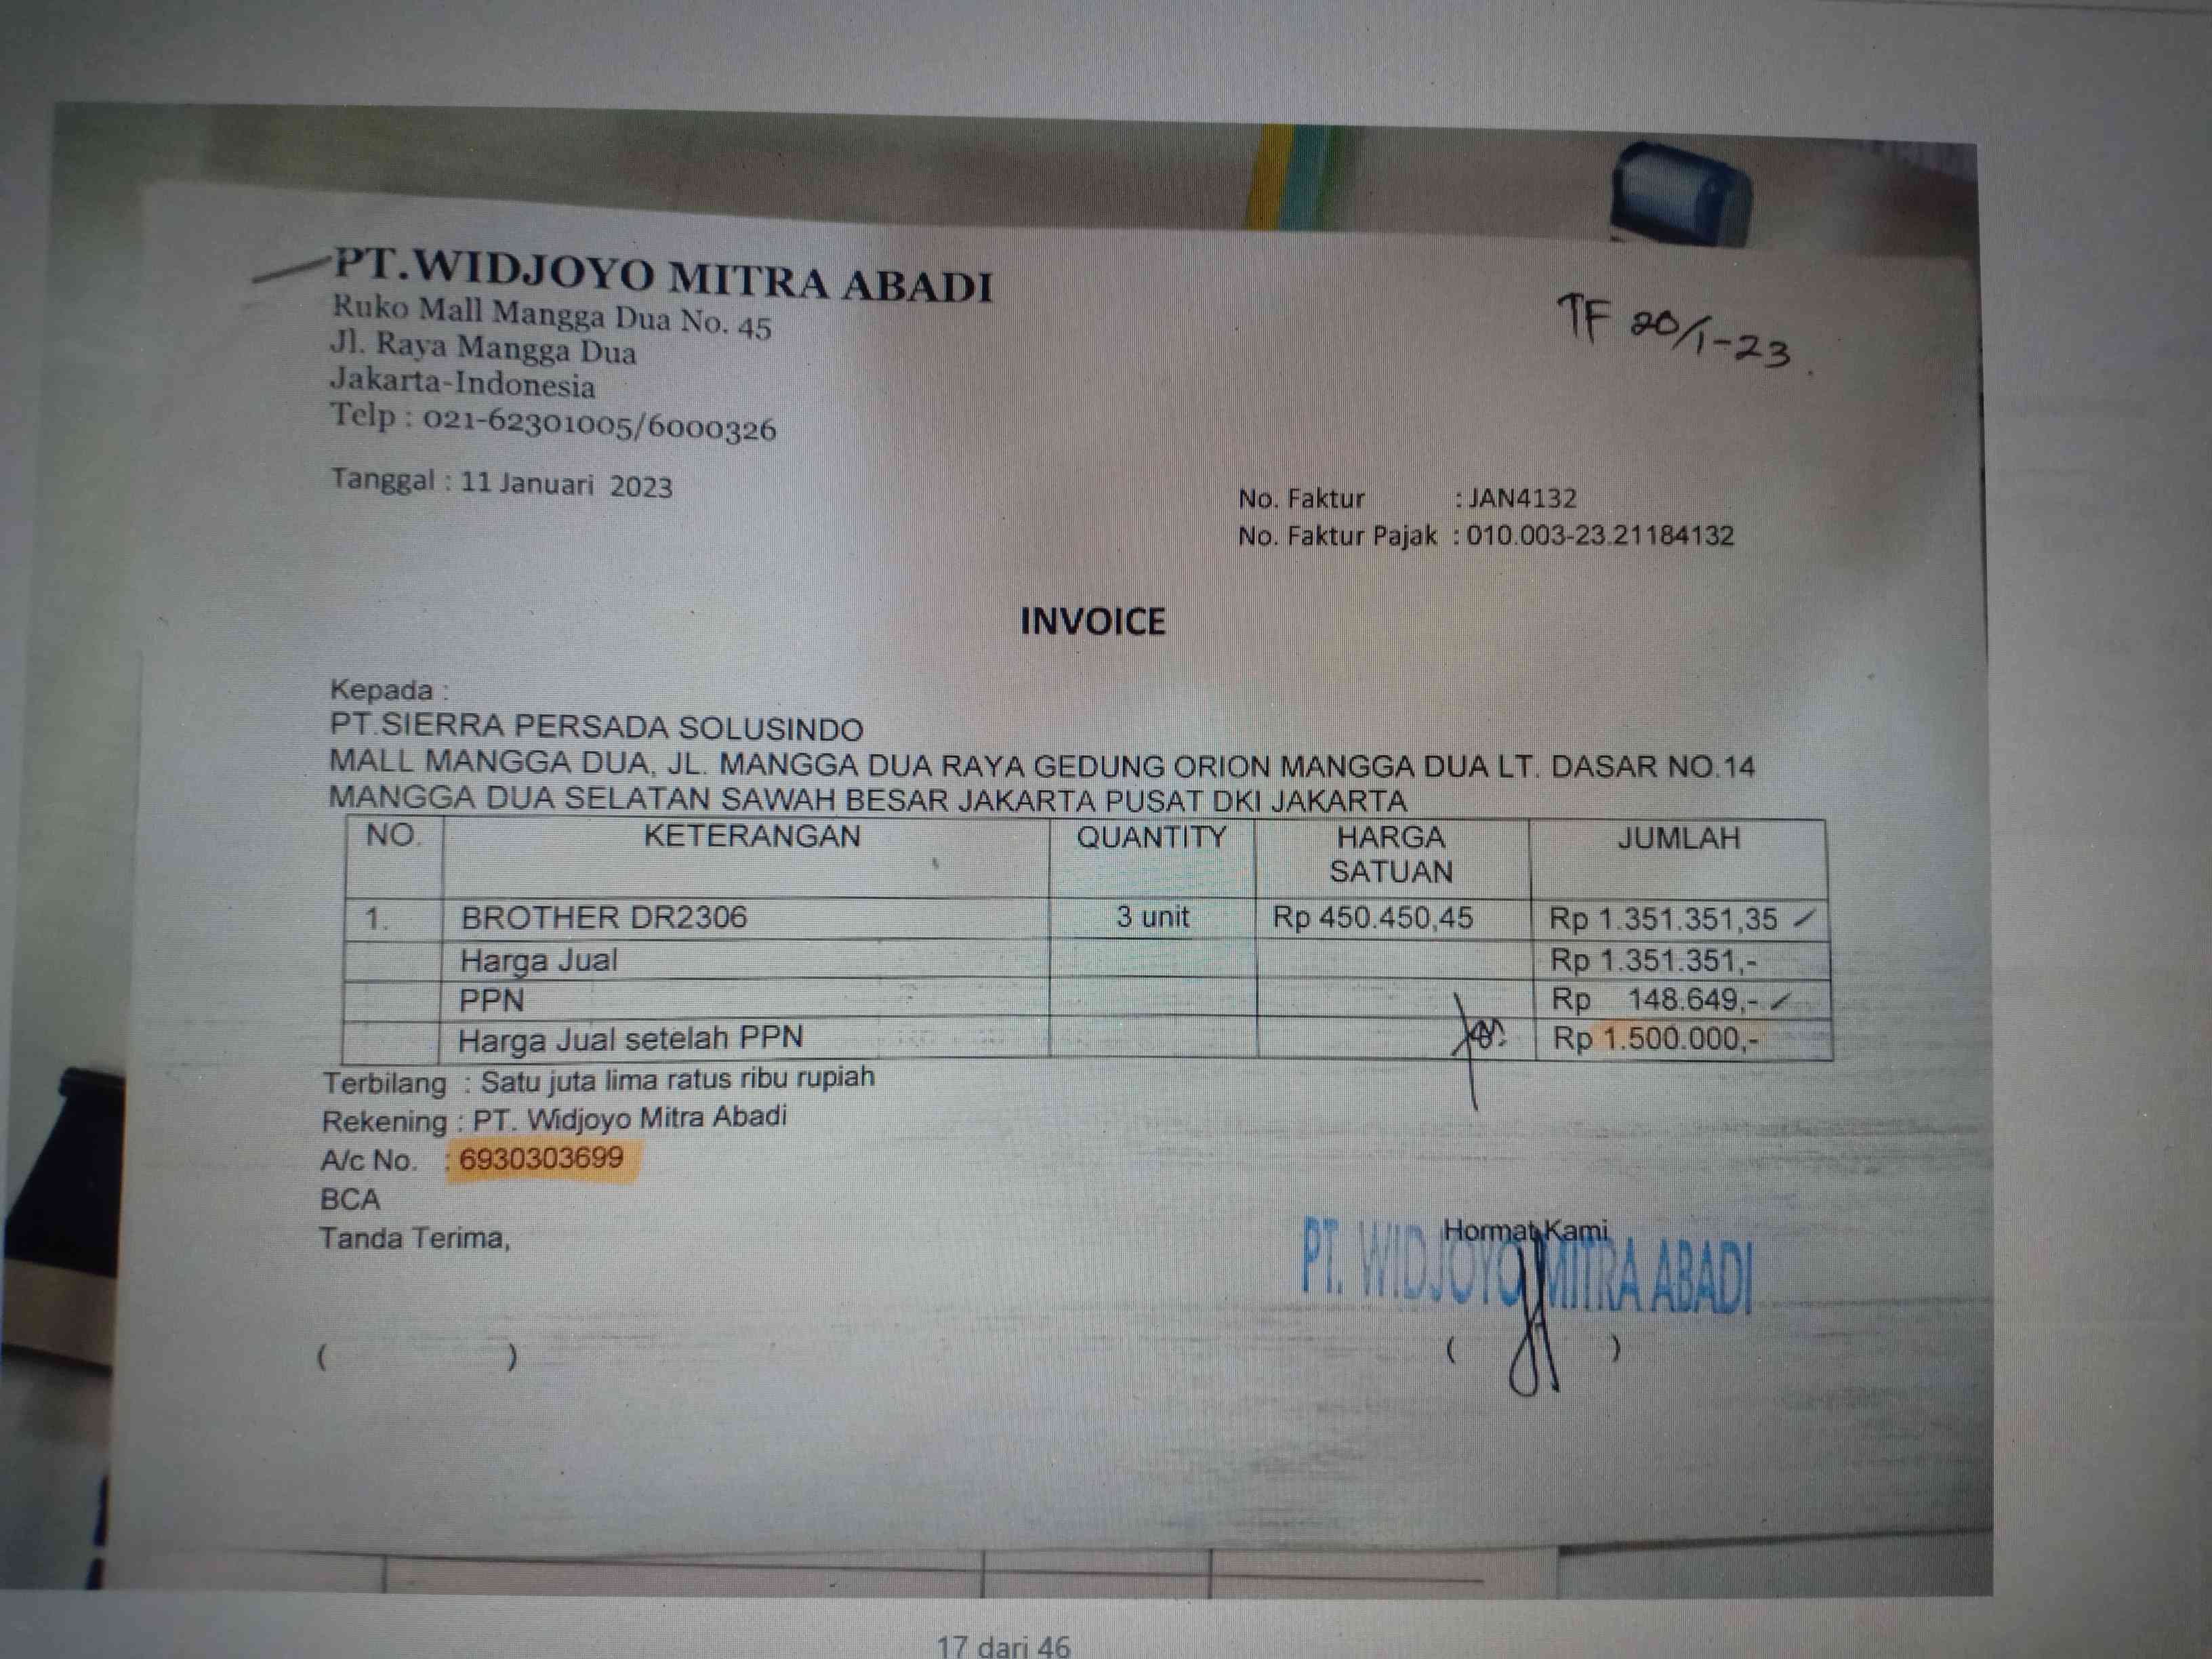 PT.WIDJOYO MITRA ABADI
Ruko Mall Mangga Dua No. 45
Jl. Raya Mangga Dua
Jakarta-Indonesia
Telp : 021-62301005/6000326
TF 20/1-23
Tanggal : 11 Januari 2023
No. Faktur : JAN4132
No. Faktur Pajak : 010.003-23.21184132
INVOICE
Kepada :
PT.SIERRA PERSADA SOLUSINDO
MALL MANGGA DUA, JL. MANGGA DUA RAYA GEDUNG ORION MANGGA DUA LT. DASAR NO.14
MANGGA DUA SELATAN SAWAH BESAR JAKARTA PUSAT DKI JAKARTA
NO. KETERANGAN QUANTITY HARGA SATUAN JUMLAH
1. BROTHER DR2306 3 unit Rp 450.450,45 Rp 1.351.351,35
Harga Jual Rp 1.351.351,-
PPN Rp 148.649,-
Harga Jual setelah PPN Rp 1.500.000,-
Terbilang : Satu juta lima ratus ribu rupiah
Rekening : PT. Widjoyo Mitra Abadi
A/c No. : 6930303699
BCA
Tanda Terima,
Hormat Kami
PT. WIDJOYO MITRA ABADI
( )
( )
17 dari 46